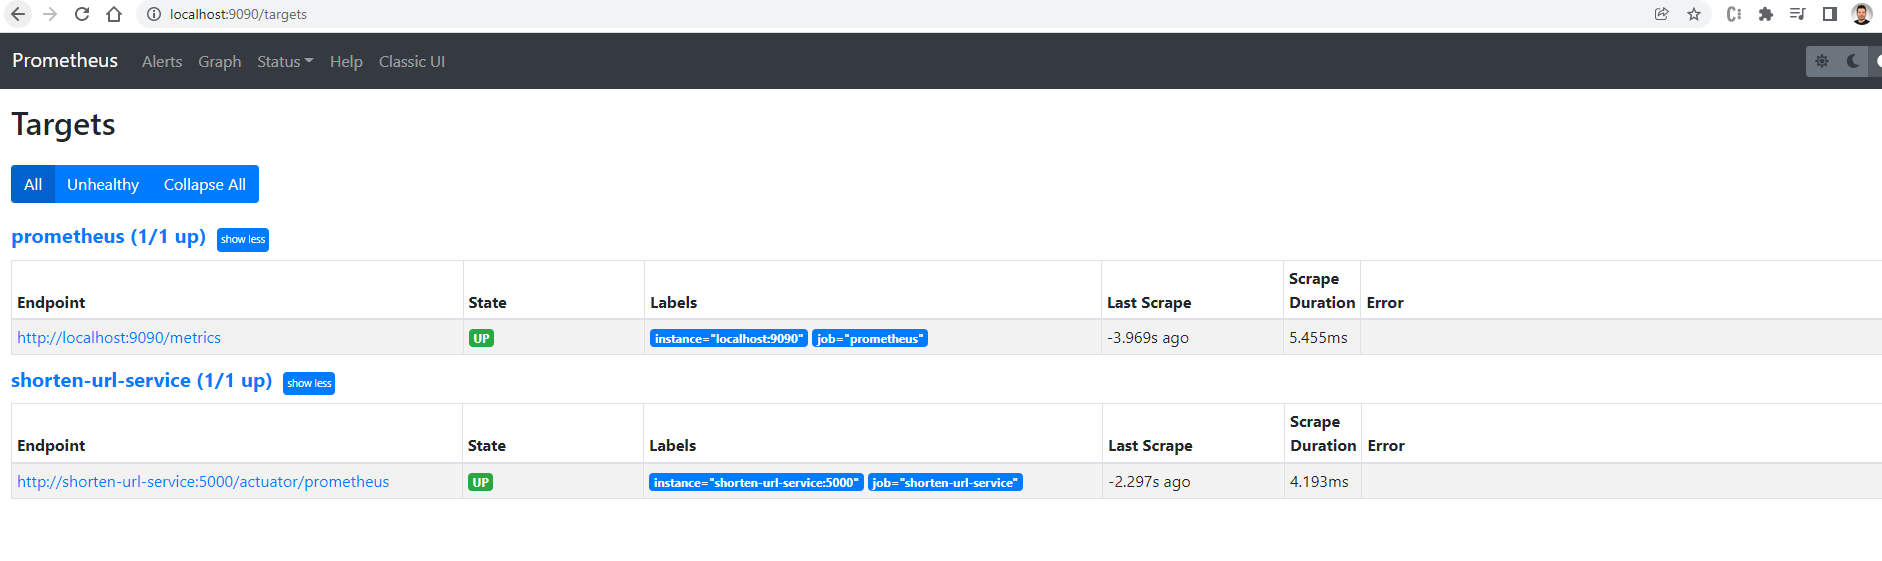 localhost:9090/targets
Prometheus Alerts Graph Status Help Classic UI
Targets
All Unhealthy Collapse All
prometheus (1/1 up) show less
Endpoint State Labels Last Scrape Scrape Duration Error
http://localhost:9090/metrics UP instance="localhost:9090" job="prometheus" -3.969s ago 5.455ms
shorten-url-service (1/1 up) show less
Endpoint State Labels Last Scrape Scrape Duration Error
http://shorten-url-service:5000/actuator/prometheus UP instance="shorten-url-service:5000" job="shorten-url-service" -2.297s ago 4.193ms